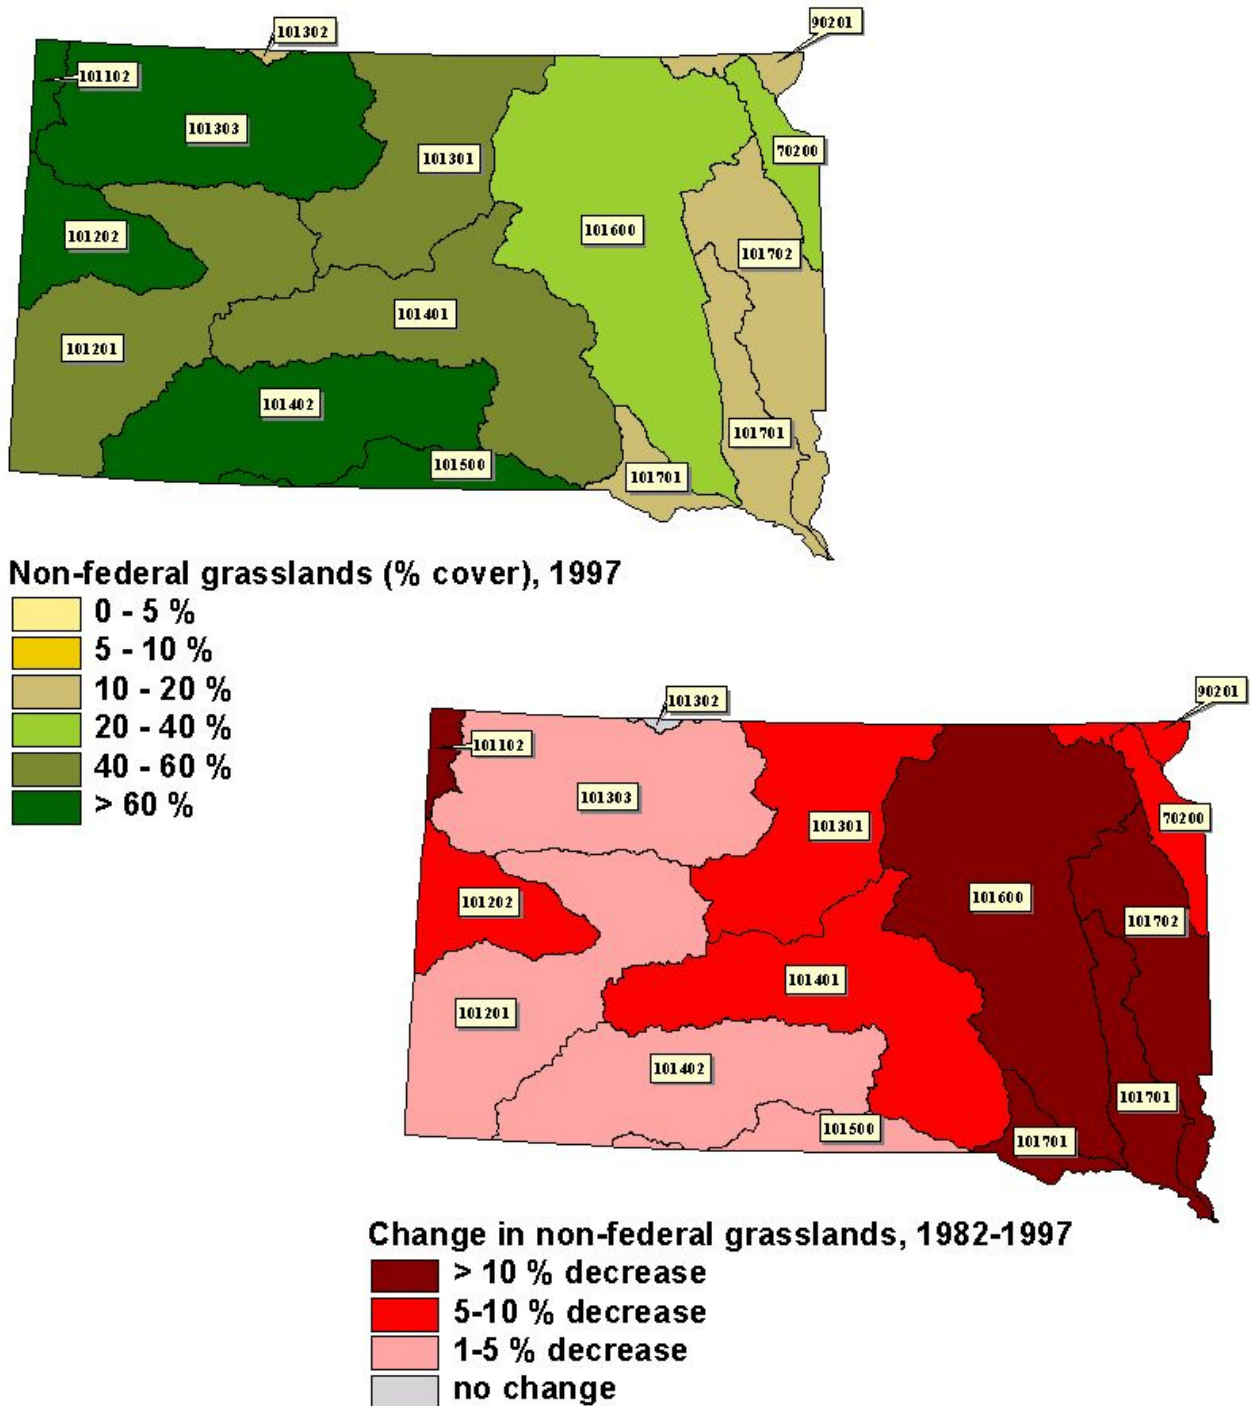 101302
90201
101102
101303
101301
70200
101202
101600
101702
101401
101201
101402
101701
101500
101701
Non-federal grasslands (% cover), 1997
0 - 5 %
5 - 10 %
10 - 20 %
20 - 40 %
40 - 60 %
> 60 %
101302
90201
101102
101303
101301
70200
101202
101600
101702
101401
101201
101402
101701
101500
101701
Change in non-federal grasslands, 1982-1997
> 10 % decrease
5-10 % decrease
1-5 % decrease
no change